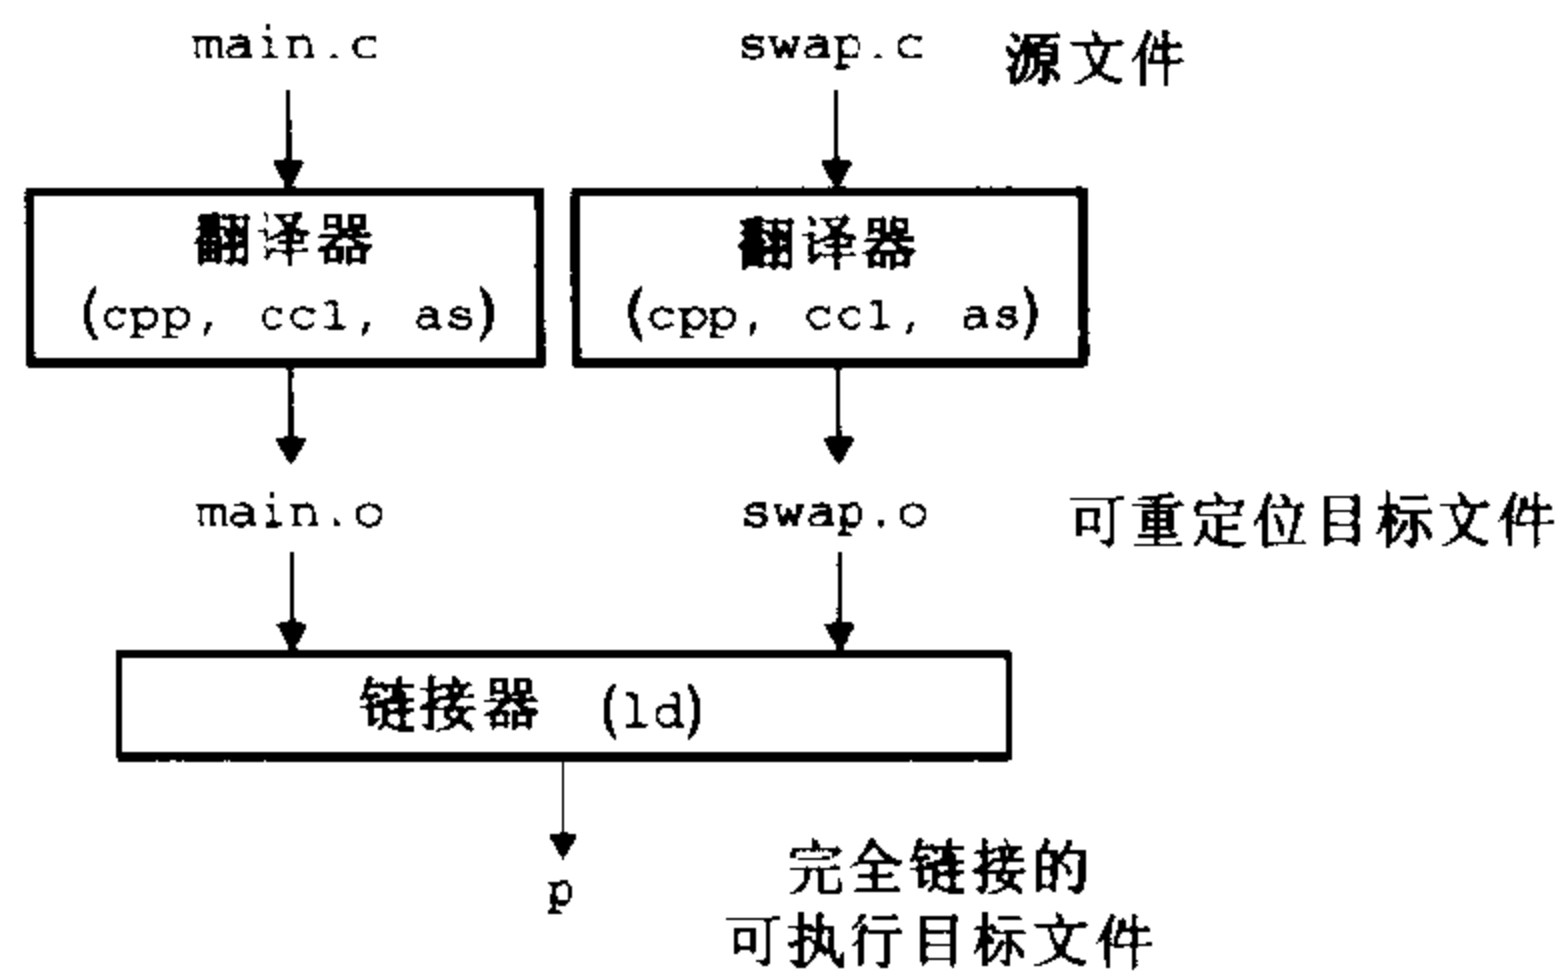 main.c swap.c 源文件
翻译器 翻译器
(cpp, cc1, as) (cpp, cc1, as)
main.o swap.o 可重定位目标文件
链接器 (ld)
p 完全链接的
可执行目标文件